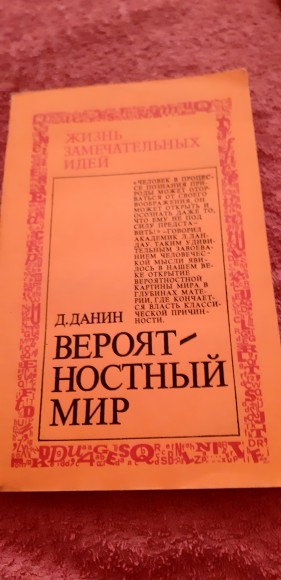 ЖИЗНЬ
ЗАМЕЧАТЕЛЬНЫХ
ИДЕЙ
«ЧЕЛОВЕК В ПРОЦЕС-
СЕ ПОЗНАНИЯ ПРИ-
РОДЫ МОЖЕТ ОТОР-
ВАТЬСЯ ОТ СВОЕГО
ВООБРАЖЕНИЯ, ОН
МОЖЕТ ОТКРЫТЬ И
ОСОЗНАТЬ ДАЖЕ ТО,
ЧТО ЕМУ НЕ ПОД
СИЛУ ПРЕДСТА-
ВИТЬ!» —ГОВОРИЛ
АКАДЕМИК Л.ЛАН-
ДАУ. ТАКИМ УДИВИ-
ТЕЛЬНЫМ ЗАВОЕВА-
НИЕМ ЧЕЛОВЕЧЕС-
КОЙ МЫСЛИ ЯВИ-
ЛОСЬ В НАШЕМ ВЕ-
КЕ ОТКРЫТИЕ
ВЕРОЯТНОСТНОЙ
КАРТИНЫ МИРА В
ГЛУБИНАХ МАТЕ-
РИИ, ГДЕ КОНЧАЕТ-
СЯ ВЛАСТЬ КЛАССИ-
ЧЕСКОЙ ПРИЧИН-
НОСТИ.
Д.ДАНИН
ВЕРОЯТ-
НОСТНЫЙ
МИР